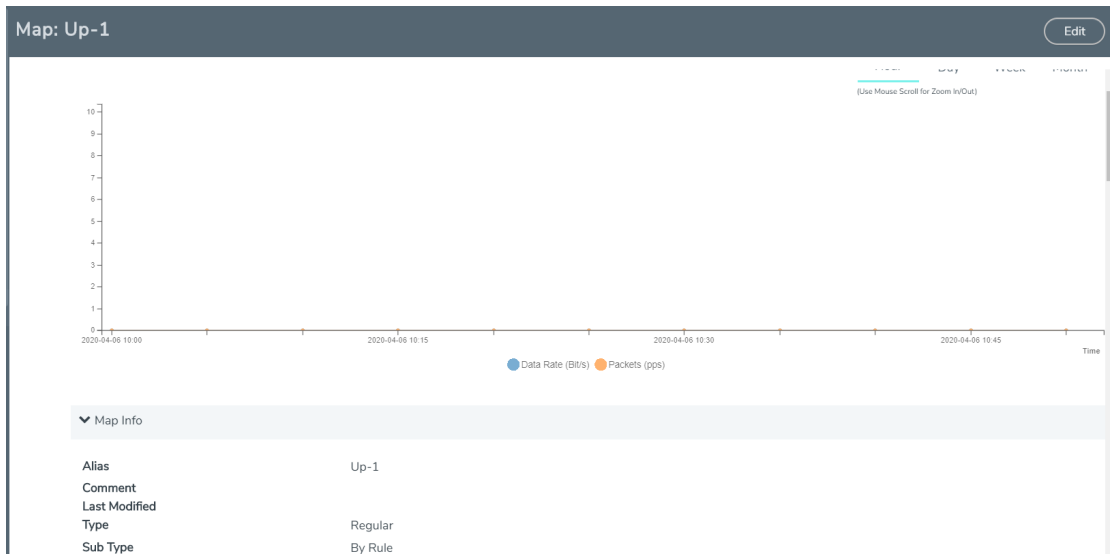 Map: Up-1
Edit
Hour Day Week Month
(Use Mouse Scroll for Zoom In/Out)
10
9
8
7
6
5
4
3
2
1
0
2020-04-06 10:00 2020-04-06 10:15 2020-04-06 10:30 2020-04-06 10:45
Time
Data Rate (Bit/s) Packets (pps)
Map Info
Alias Up-1
Comment
Last Modified
Type Regular
Sub Type By Rule